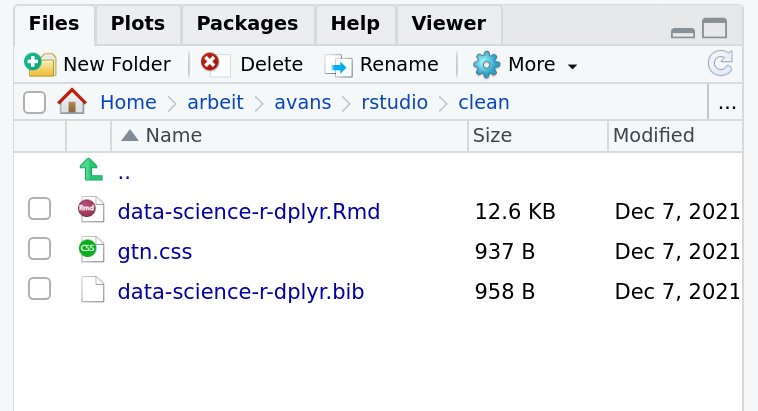 Files Plots Packages Help Viewer
New Folder Delete Rename More
Home arbeit avans rstudio clean ...
Name Size Modified
..
Rmd data-science-r-dplyr.Rmd 12.6 KB Dec 7, 2021
CSS gtn.css 937 B Dec 7, 2021
data-science-r-dplyr.bib 958 B Dec 7, 2021